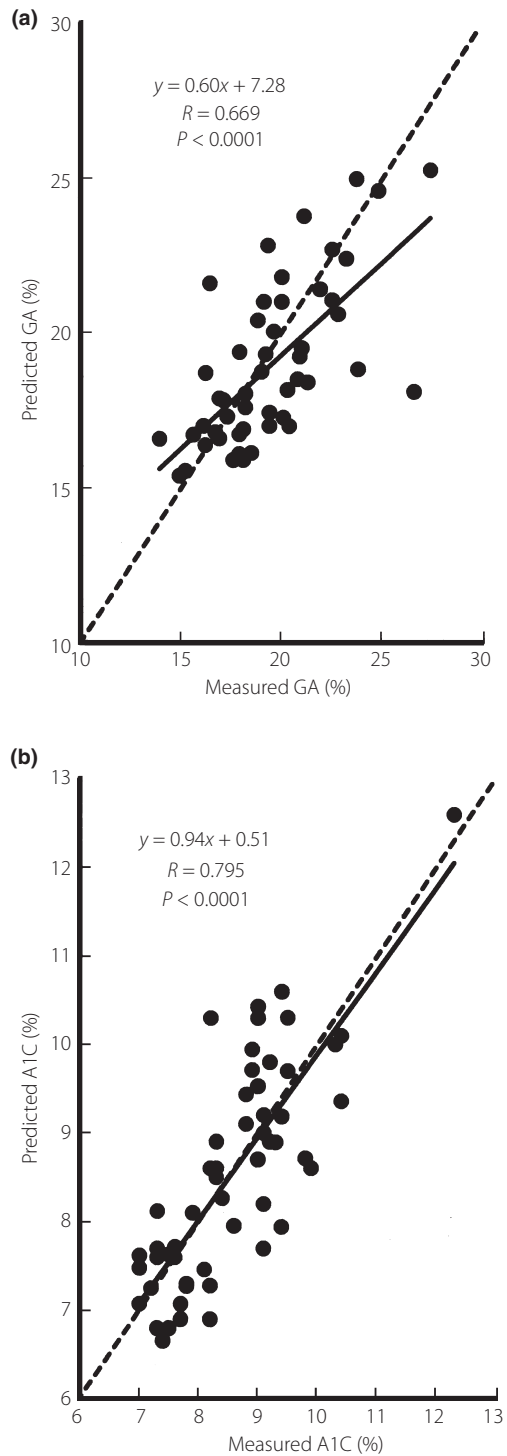 (a)
30
y = 0.60x + 7.28
R = 0.669
P < 0.0001
25
Predicted GA (%)
20
15
10
10 15 20 25 30
Measured GA (%)
(b)
13
y = 0.94x + 0.51
R = 0.795
P < 0.0001
12
11
10
Predicted A1C (%)
9
8
7
6
6 7 8 9 10 11 12 13
Measured A1C (%)